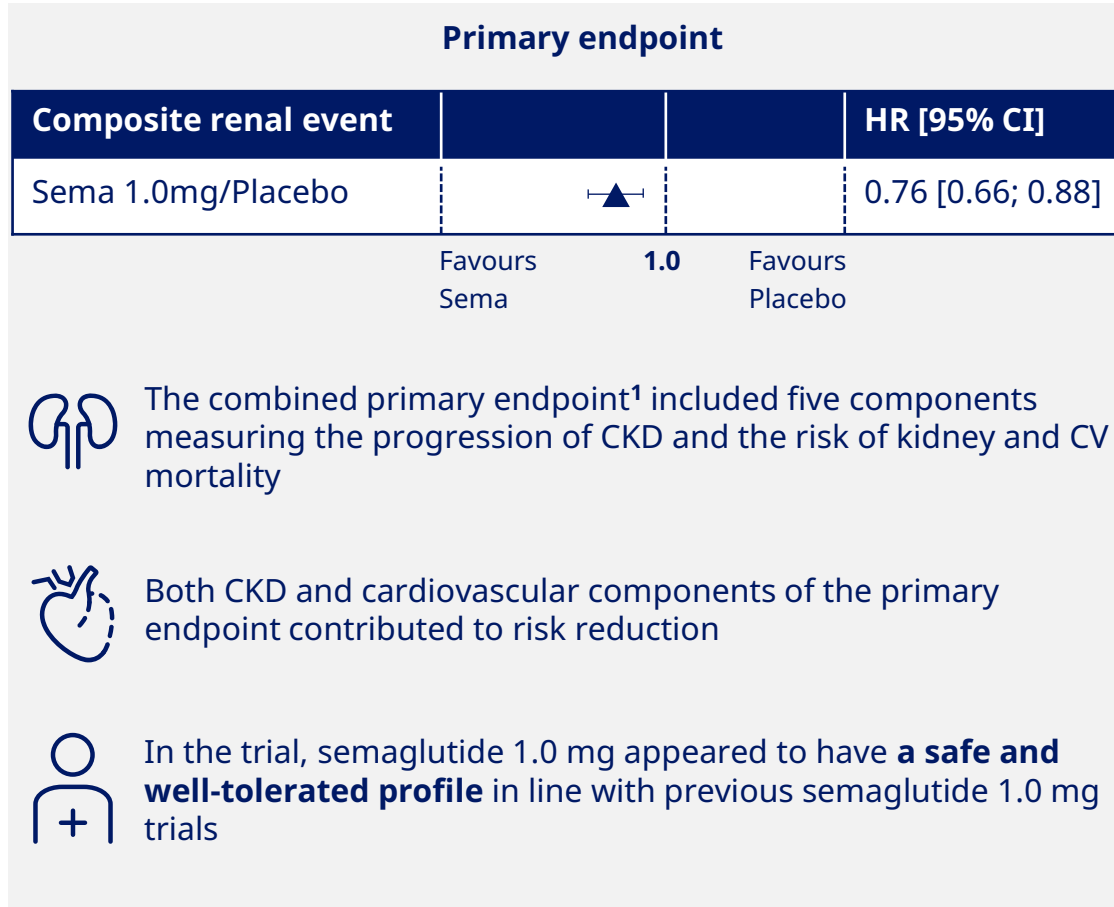 Primary endpoint
Composite renal event HR [95% CI]
Sema 1.0mg/Placebo 0.76 [0.66; 0.88]
Favours Sema 1.0 Favours Placebo
The combined primary endpoint¹ included five components
measuring the progression of CKD and the risk of kidney and CV
mortality
Both CKD and cardiovascular components of the primary
endpoint contributed to risk reduction
In the trial, semaglutide 1.0 mg appeared to have a safe and
well-tolerated profile in line with previous semaglutide 1.0 mg
trials